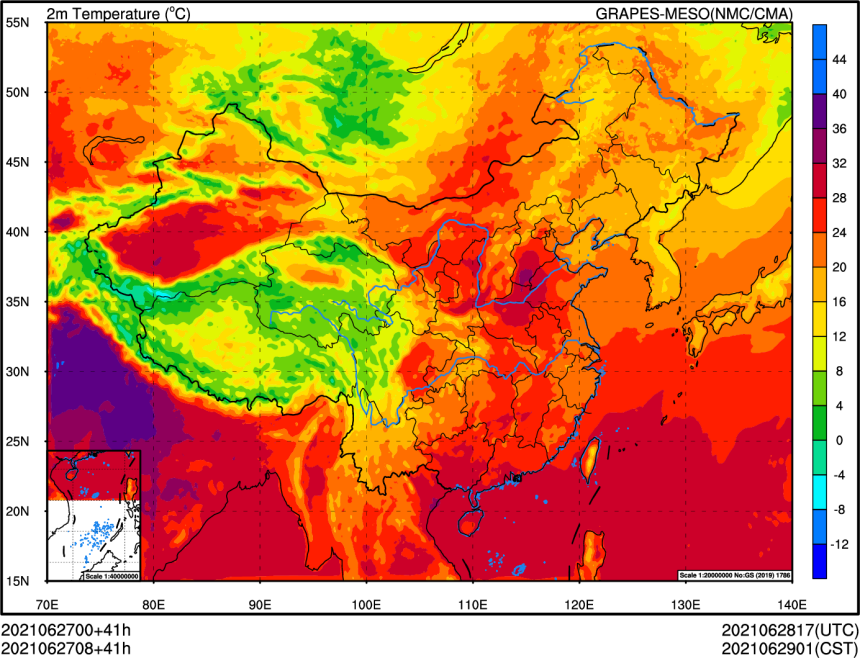 2m Temperature (°C) GRAPES-MESO(NMC/CMA)
55N
50N
45N
40N
35N
30N
25N
20N
15N
70E 80E 90E 100E 110E 120E 130E 140E
44
40
36
32
28
24
20
16
12
8
4
0
-4
-8
-12
Scale 1:40000000
Scale 1:20000000 No:GS (2019) 1786
2021062700+41h 2021062817(UTC)
2021062708+41h 2021062901(CST)